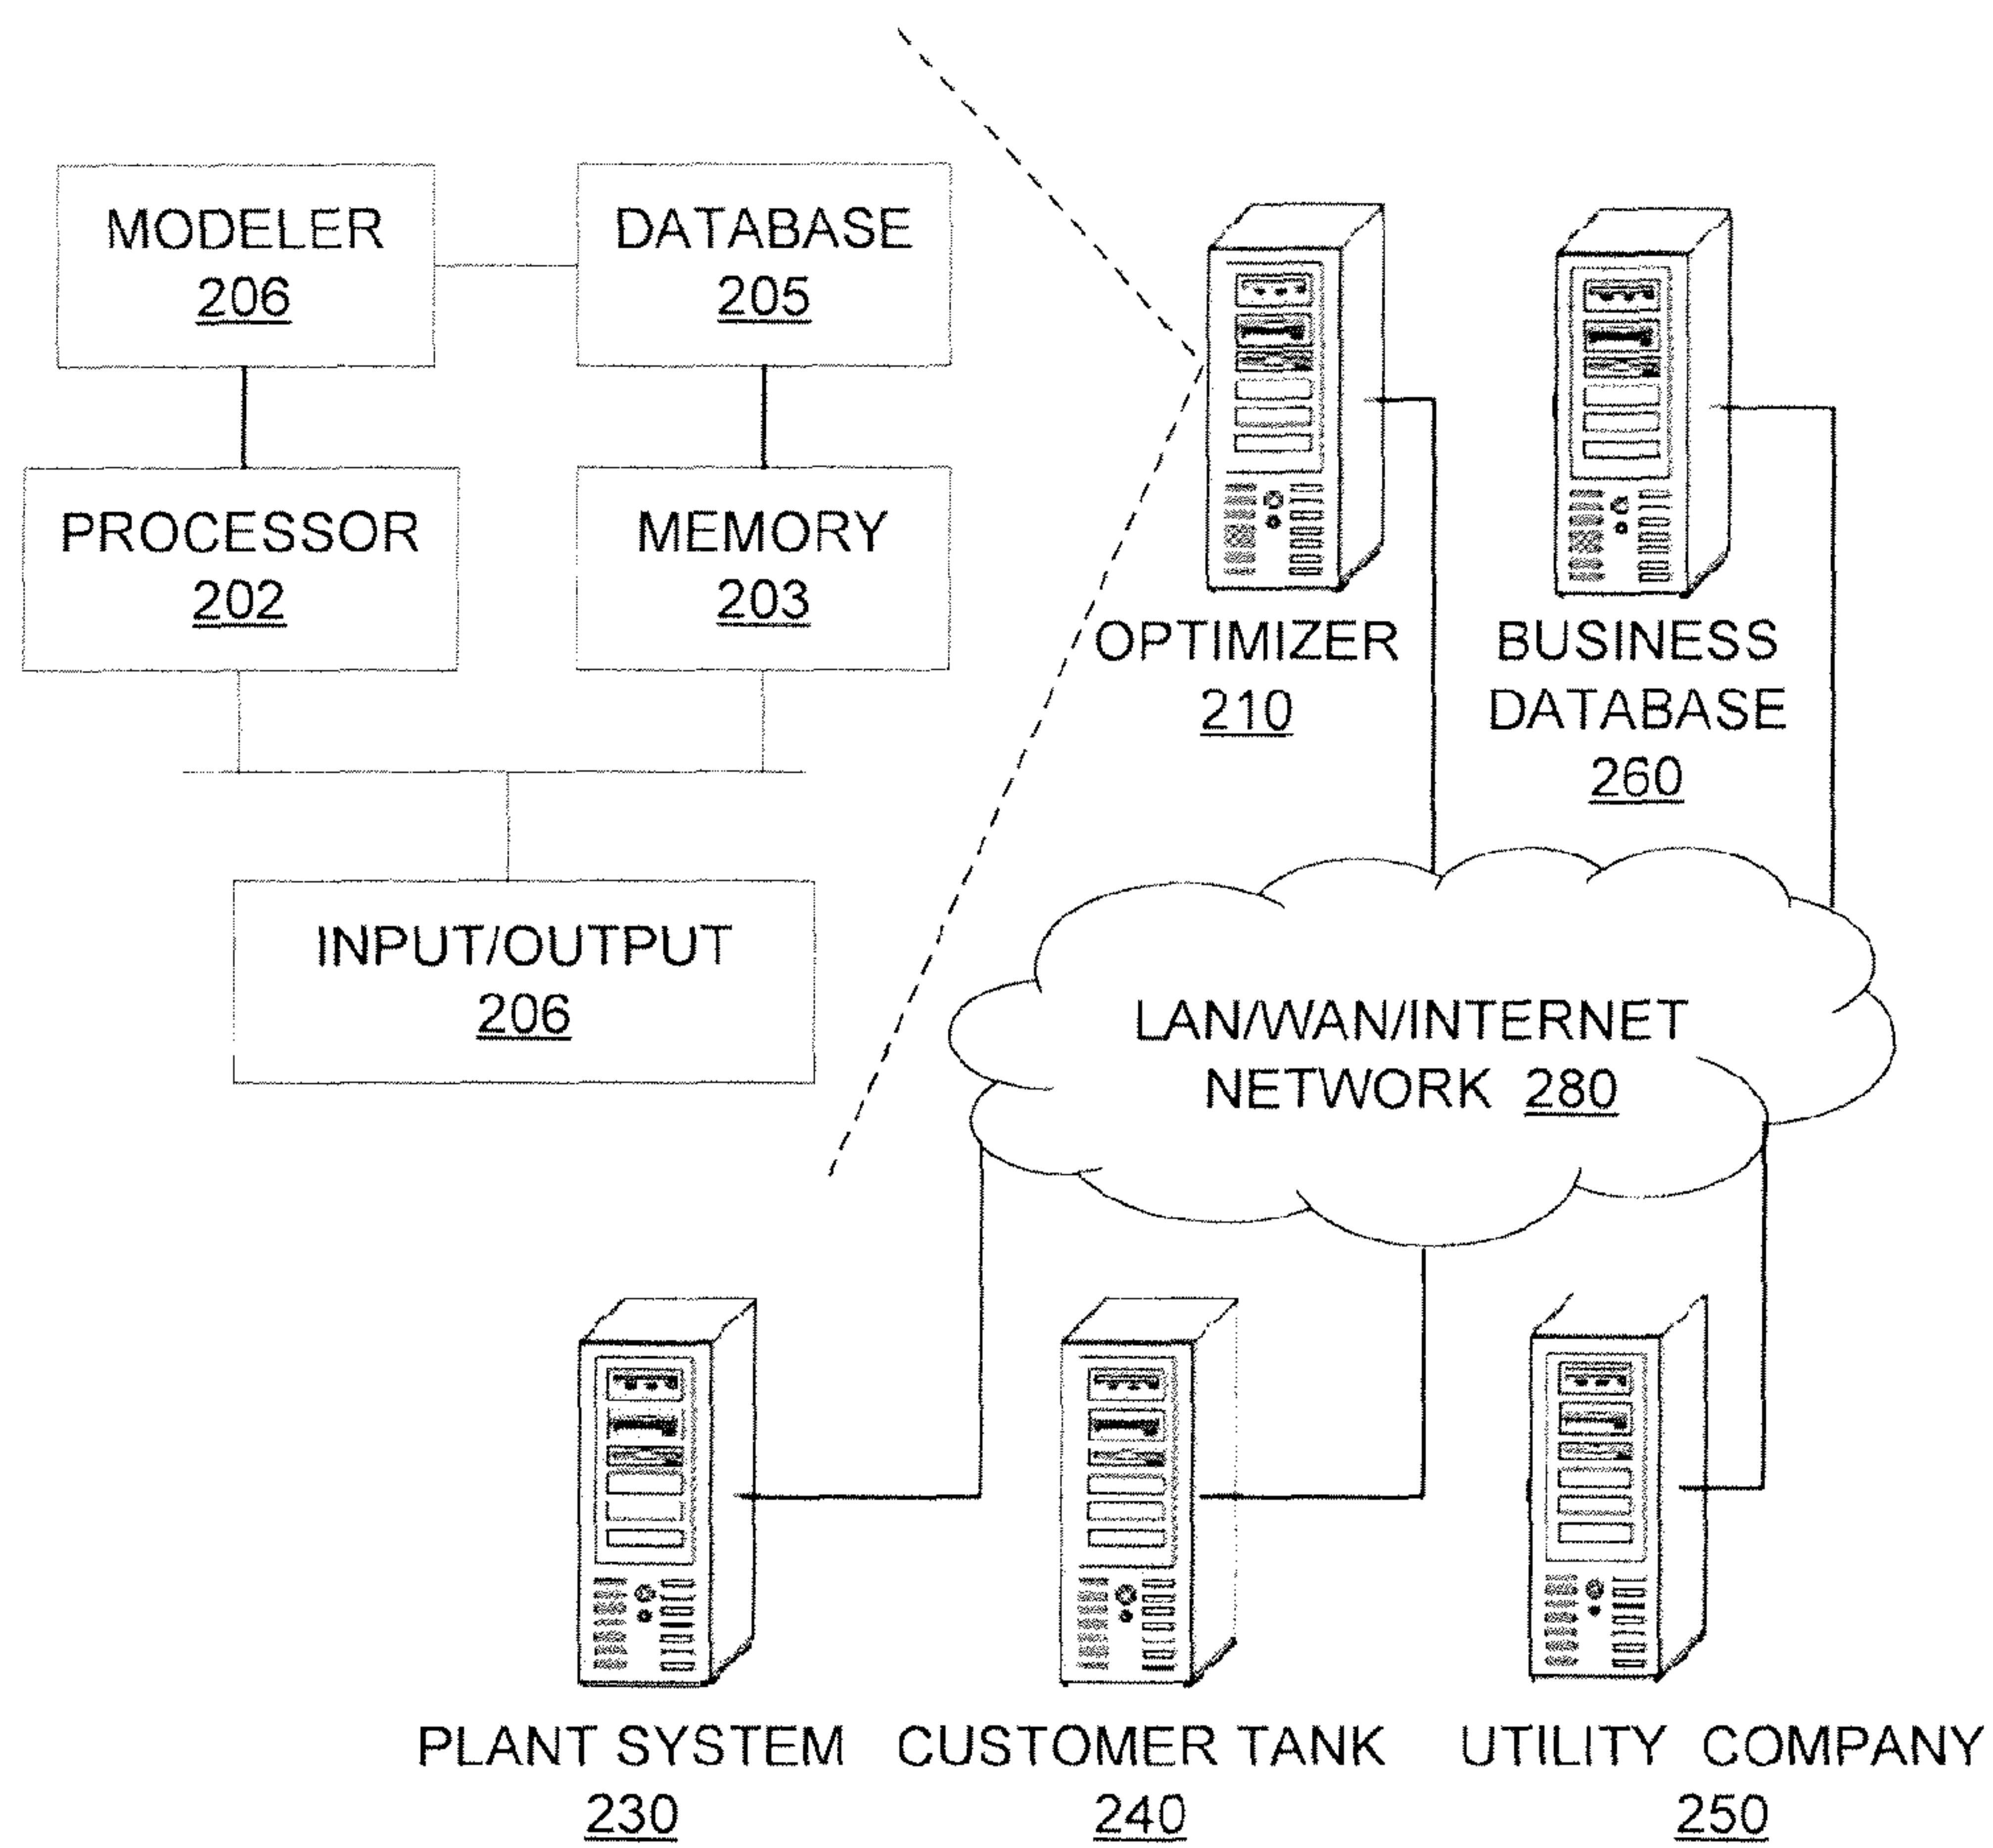 MODELER
206
DATABASE
205
PROCESSOR
202
MEMORY
203
INPUT/OUTPUT
206
OPTIMIZER
210
BUSINESS
DATABASE
260
LAN/WAN/INTERNET
NETWORK 280
PLANT SYSTEM
230
CUSTOMER TANK
240
UTILITY COMPANY
250